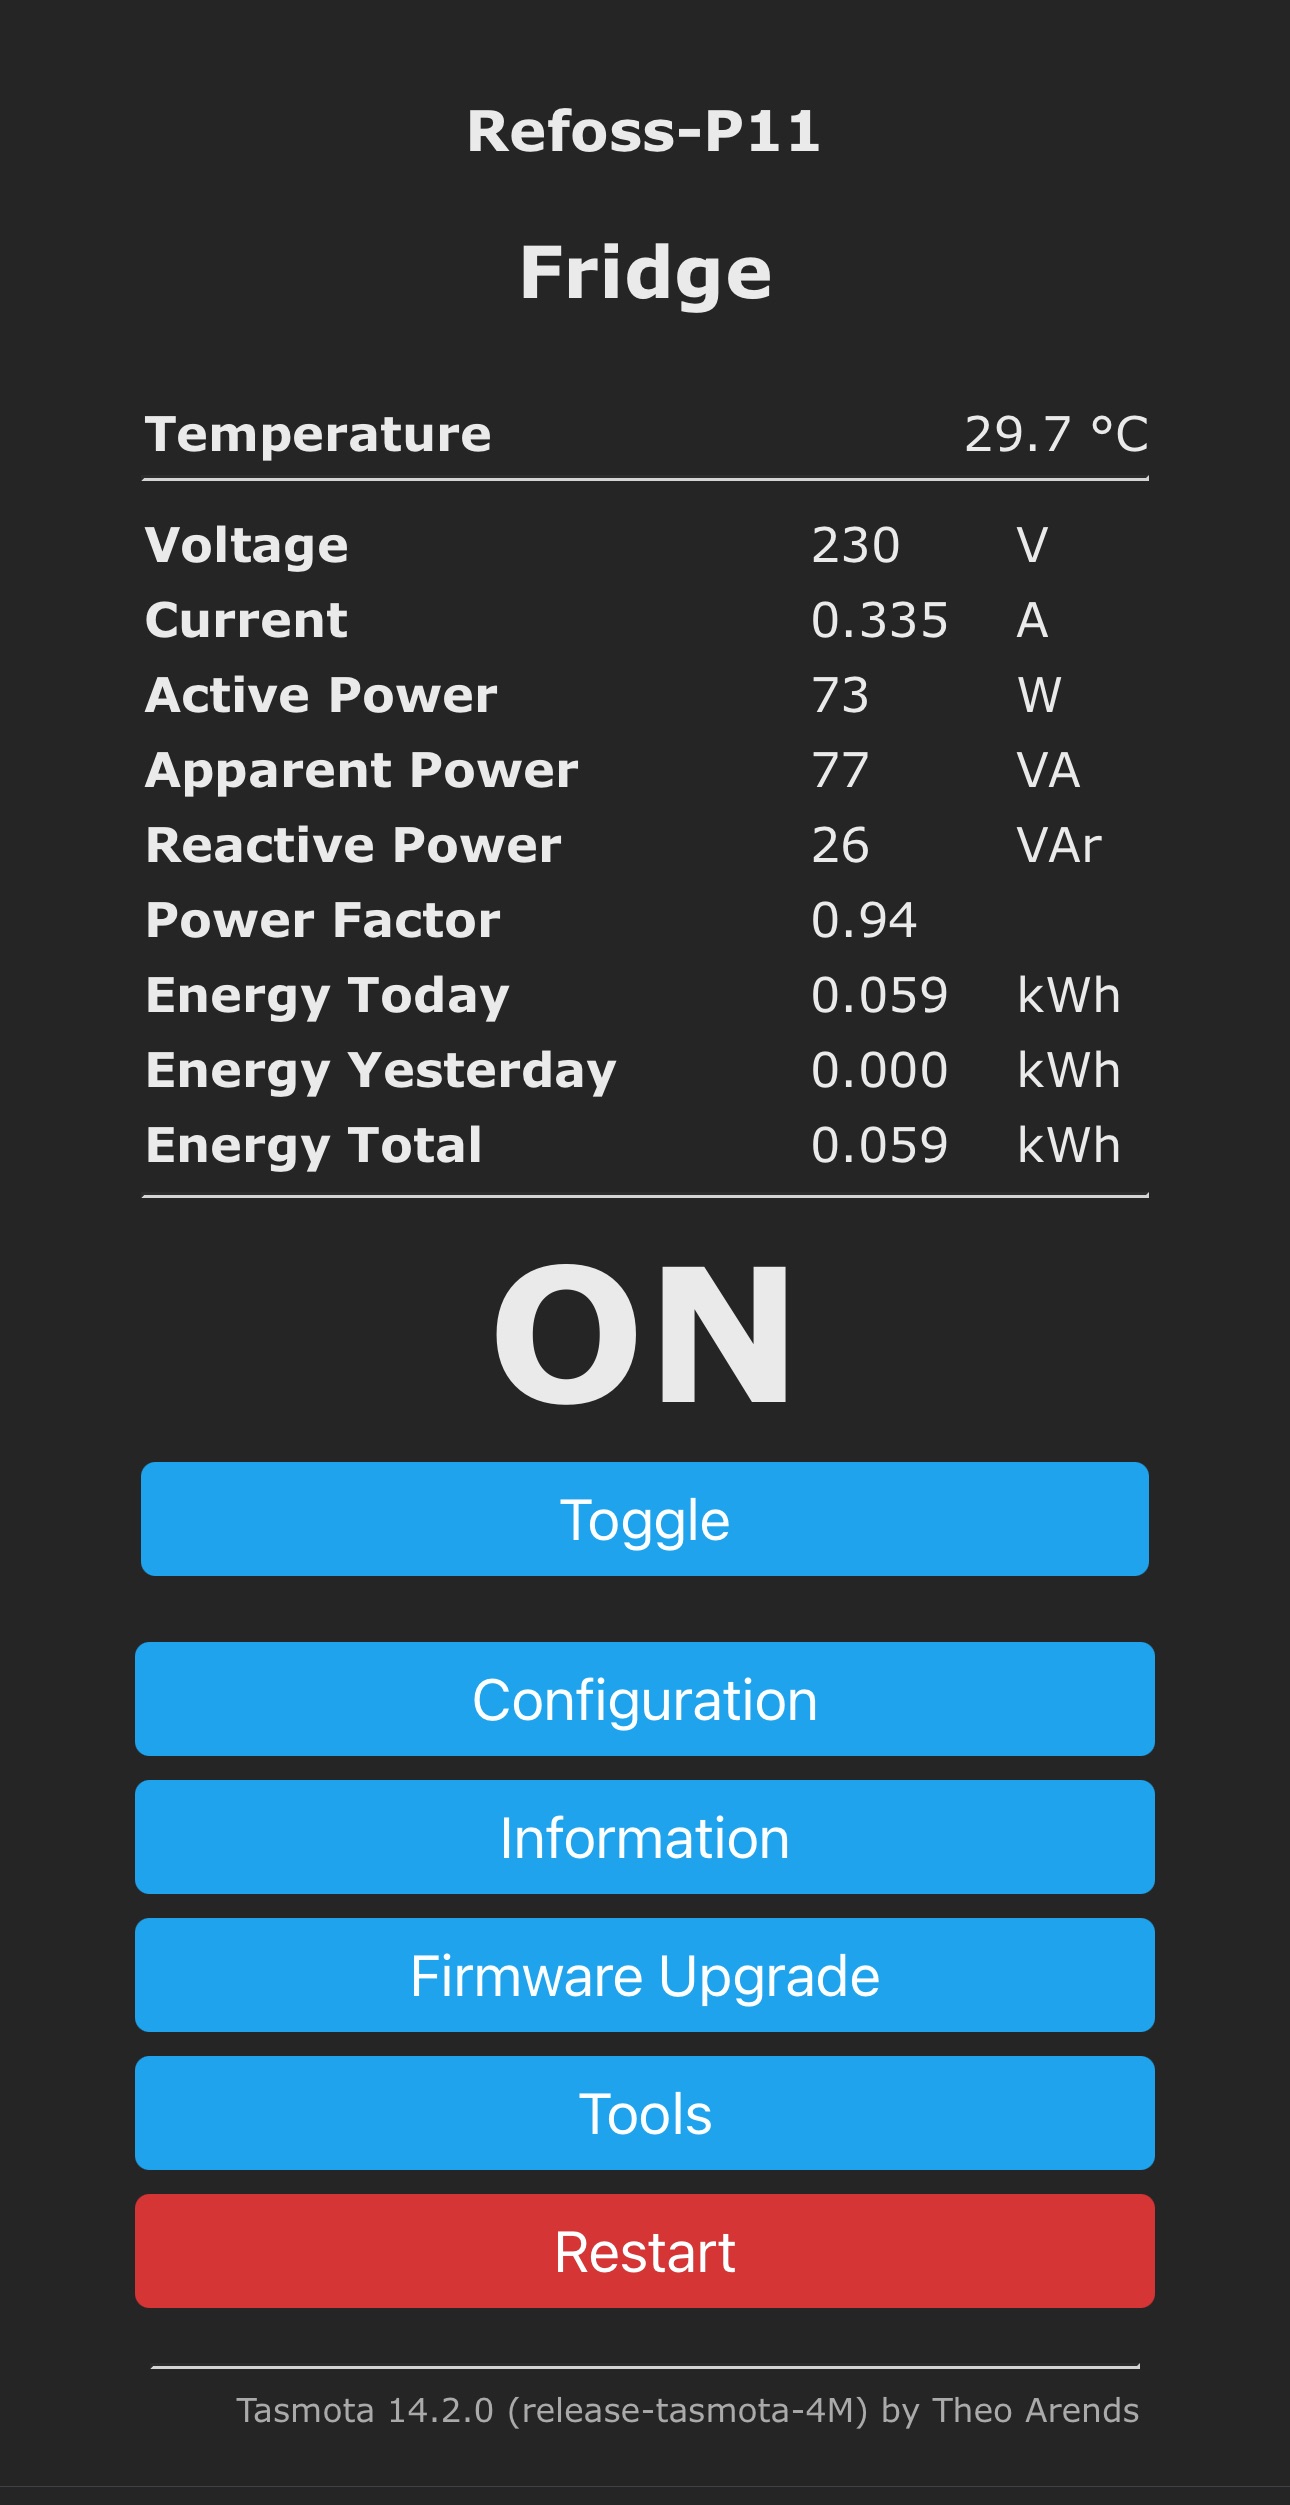 Refoss-P11
Fridge
Temperature 29.7 °C
Voltage 230 V
Current 0.335 A
Active Power 73 W
Apparent Power 77 VA
Reactive Power 26 VAr
Power Factor 0.94
Energy Today 0.059 kWh
Energy Yesterday 0.000 kWh
Energy Total 0.059 kWh
ON
Toggle
Configuration
Information
Firmware Upgrade
Tools
Restart
Tasmota 14.2.0 (release-tasmota-4M) by Theo Arends